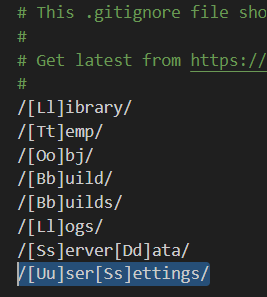 # This .gitignore file sho
#
# Get latest from https://
#
/[Ll]ibrary/
/[Tt]emp/
/[Oo]bj/
/[Bb]uild/
/[Bb]uilds/
/[Ll]ogs/
/[Ss]erver[Dd]ata/
/[Uu]ser[Ss]ettings/